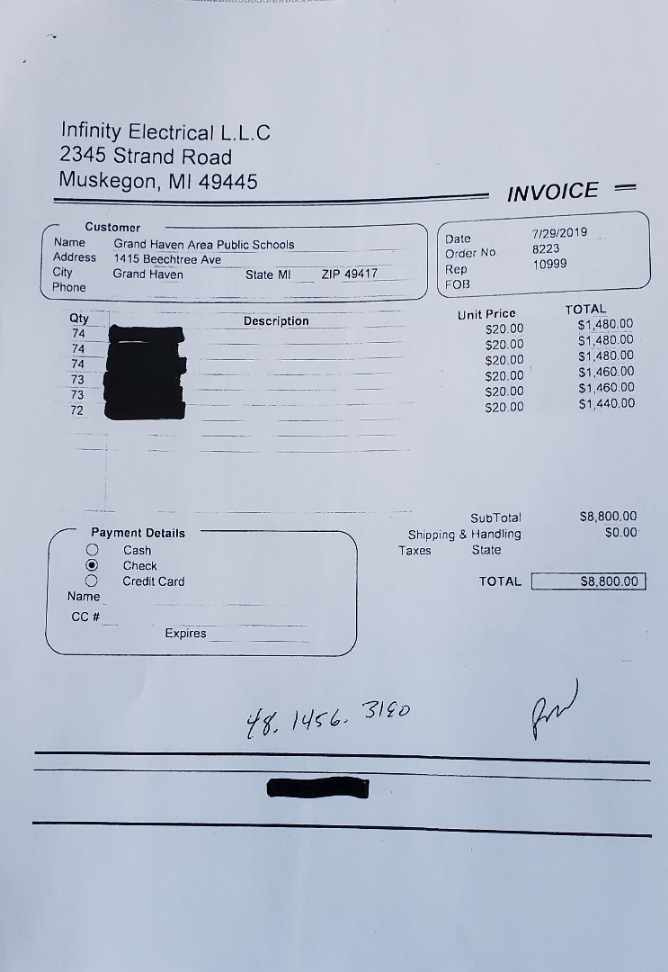 Infinity Electrical L.L.C
2345 Strand Road
Muskegon, MI 49445
INVOICE
Customer
Name Grand Haven Area Public Schools
Address 1415 Beechtree Ave
City Grand Haven State MI ZIP 49417
Phone
Date 7/29/2019
Order No 8223
Rep 10999
FOB
Qty Description Unit Price TOTAL
74 $20.00 $1,480.00
74 $20.00 $1,480.00
74 $20.00 $1,480.00
73 $20.00 $1,460.00
73 $20.00 $1,460.00
72 $20.00 $1,440.00
SubTotal $8,800.00
Shipping & Handling $0.00
Taxes State
TOTAL $8,800.00
Payment Details
Cash
Check
Credit Card
Name
CC #
Expires
48. 1456. 3190